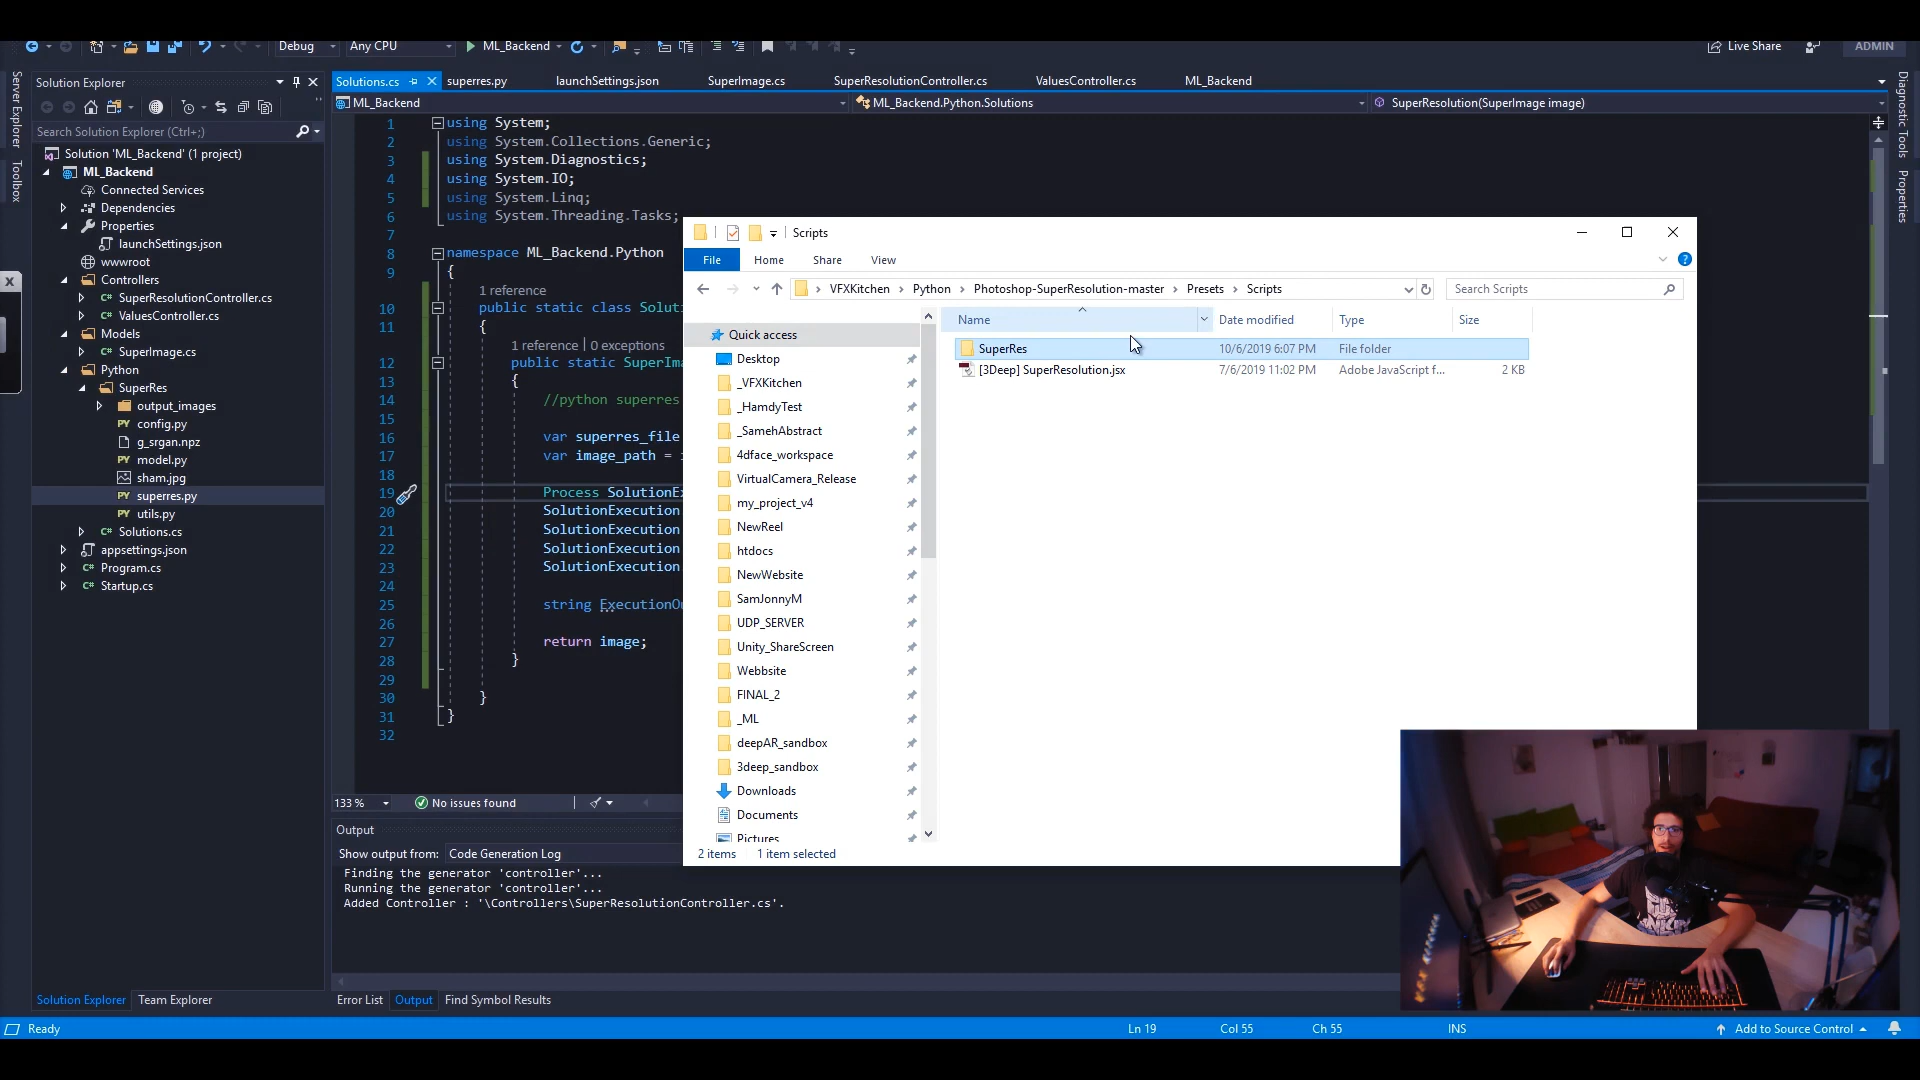 Debug
Any CPU
ML_Backend
Live Share
ADMIN
Server Explorer
Toolbox
Solution Explorer
Search Solution Explorer (Ctrl+;)
Solution 'ML_Backend' (1 project)
ML_Backend
Connected Services
Dependencies
Properties
launchSettings.json
wwwroot
Controllers
C# SuperResolutionController.cs
C# ValuesController.cs
Models
C# SuperImage.cs
Python
SuperRes
output_images
PY config.py
g_srgan.npz
PY model.py
sham.jpg
PY superres.py
PY utils.py
C# Solutions.cs
appsettings.json
C# Program.cs
C# Startup.cs
Solution Explorer
Team Explorer
Solutions.cs
superres.py
launchSettings.json
SuperImage.cs
SuperResolutionController.cs
ValuesController.cs
ML_Backend
ML_Backend
ML_Backend.Python.Solutions
SuperResolution(SuperImage image)
1 using System;
2 using System.Collections.Generic;
3 using System.Diagnostics;
4 using System.IO;
5 using System.Linq;
6 using System.Threading.Tasks;
7
8 namespace ML_Backend.Python
9 {
1 reference
10 public static class Soluti
11 {
1 reference | 0 exceptions
12 public static SuperIma
13 {
14 //python superres
15
16 var superres_file
17 var image_path =
18
19 Process SolutionEx
20 SolutionExecution
21 SolutionExecution
22 SolutionExecution
23 SolutionExecution
24
25 string ExecutionOu
26
27 return image;
28 }
29
30 }
31 }
32
133 %
No issues found
Output
Show output from:
Code Generation Log
Finding the generator 'controller'...
Running the generator 'controller'...
Added Controller : '\Controllers\SuperResolutionController.cs'.
Error List
Output
Find Symbol Results
Diagnostic Tools
Properties
Scripts
File
Home
Share
View
VFXKitchen
Python
Photoshop-SuperResolution-master
Presets
Scripts
Search Scripts
Quick access
Desktop
_VFXKitchen
_HamdyTest
_SamehAbstract
4dface_workspace
VirtualCamera_Release
my_project_v4
NewReel
htdocs
NewWebsite
SamJonnyM
UDP_SERVER
Unity_ShareScreen
Webbsite
FINAL_2
_ML
deepAR_sandbox
3deep_sandbox
Downloads
Documents
Pictures
Name
Date modified
Type
Size
SuperRes 10/6/2019 6:07 PM File folder
[3Deep] SuperResolution.jsx 7/6/2019 11:02 PM Adobe JavaScript f... 2 KB
2 items
1 item selected
Ready
Ln 19
Col 55
Ch 55
INS
Add to Source Control